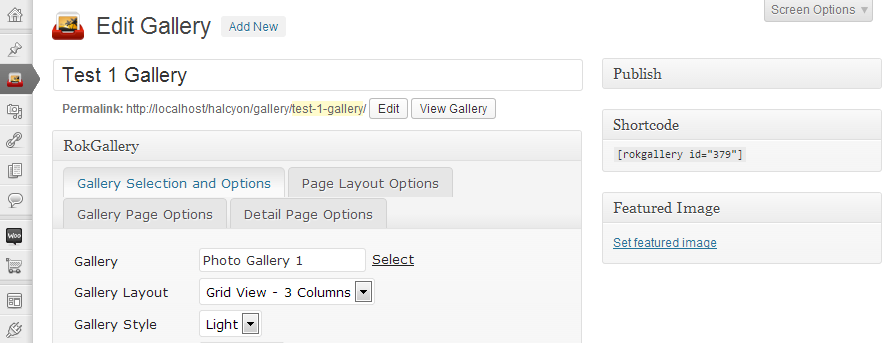 Screen Options
Edit Gallery Add New
Test 1 Gallery
Permalink: http://localhost/halcyon/gallery/test-1-gallery/ Edit View Gallery
RokGallery
Gallery Selection and Options Page Layout Options
Gallery Page Options Detail Page Options
Gallery Photo Gallery 1 Select
Gallery Layout Grid View - 3 Columns
Gallery Style Light
Publish
Shortcode
[rokgallery id="379"]
Featured Image
Set featured image
Woo